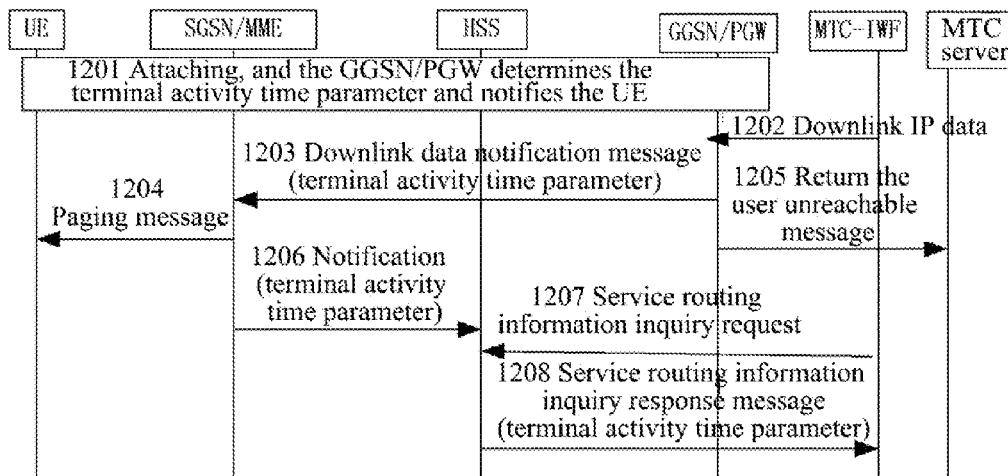 UE
SGSN/MME
HSS
GGSN/PGW
MTC-IWF
MTC
server
1201 Attaching, and the GGSN/PGW determines the
terminal activity time parameter and notifies the UE
1202 Downlink IP data
1203 Downlink data notification message
(terminal activity time parameter)
1204
Paging message
1205 Return the
user unreachable
message
1206 Notification
(terminal activity
time parameter)
1207 Service routing
information inquiry request
1208 Service routing information
inquiry response message
(terminal activity time parameter)